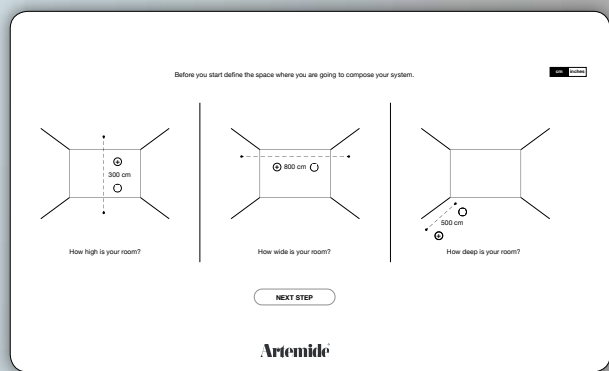 Before you start define the space where you are going to compose your system.
cm inches
300 cm
800 cm
500 cm
How high is your room?
How wide is your room?
How deep is your room?
NEXT STEP
Artemide®